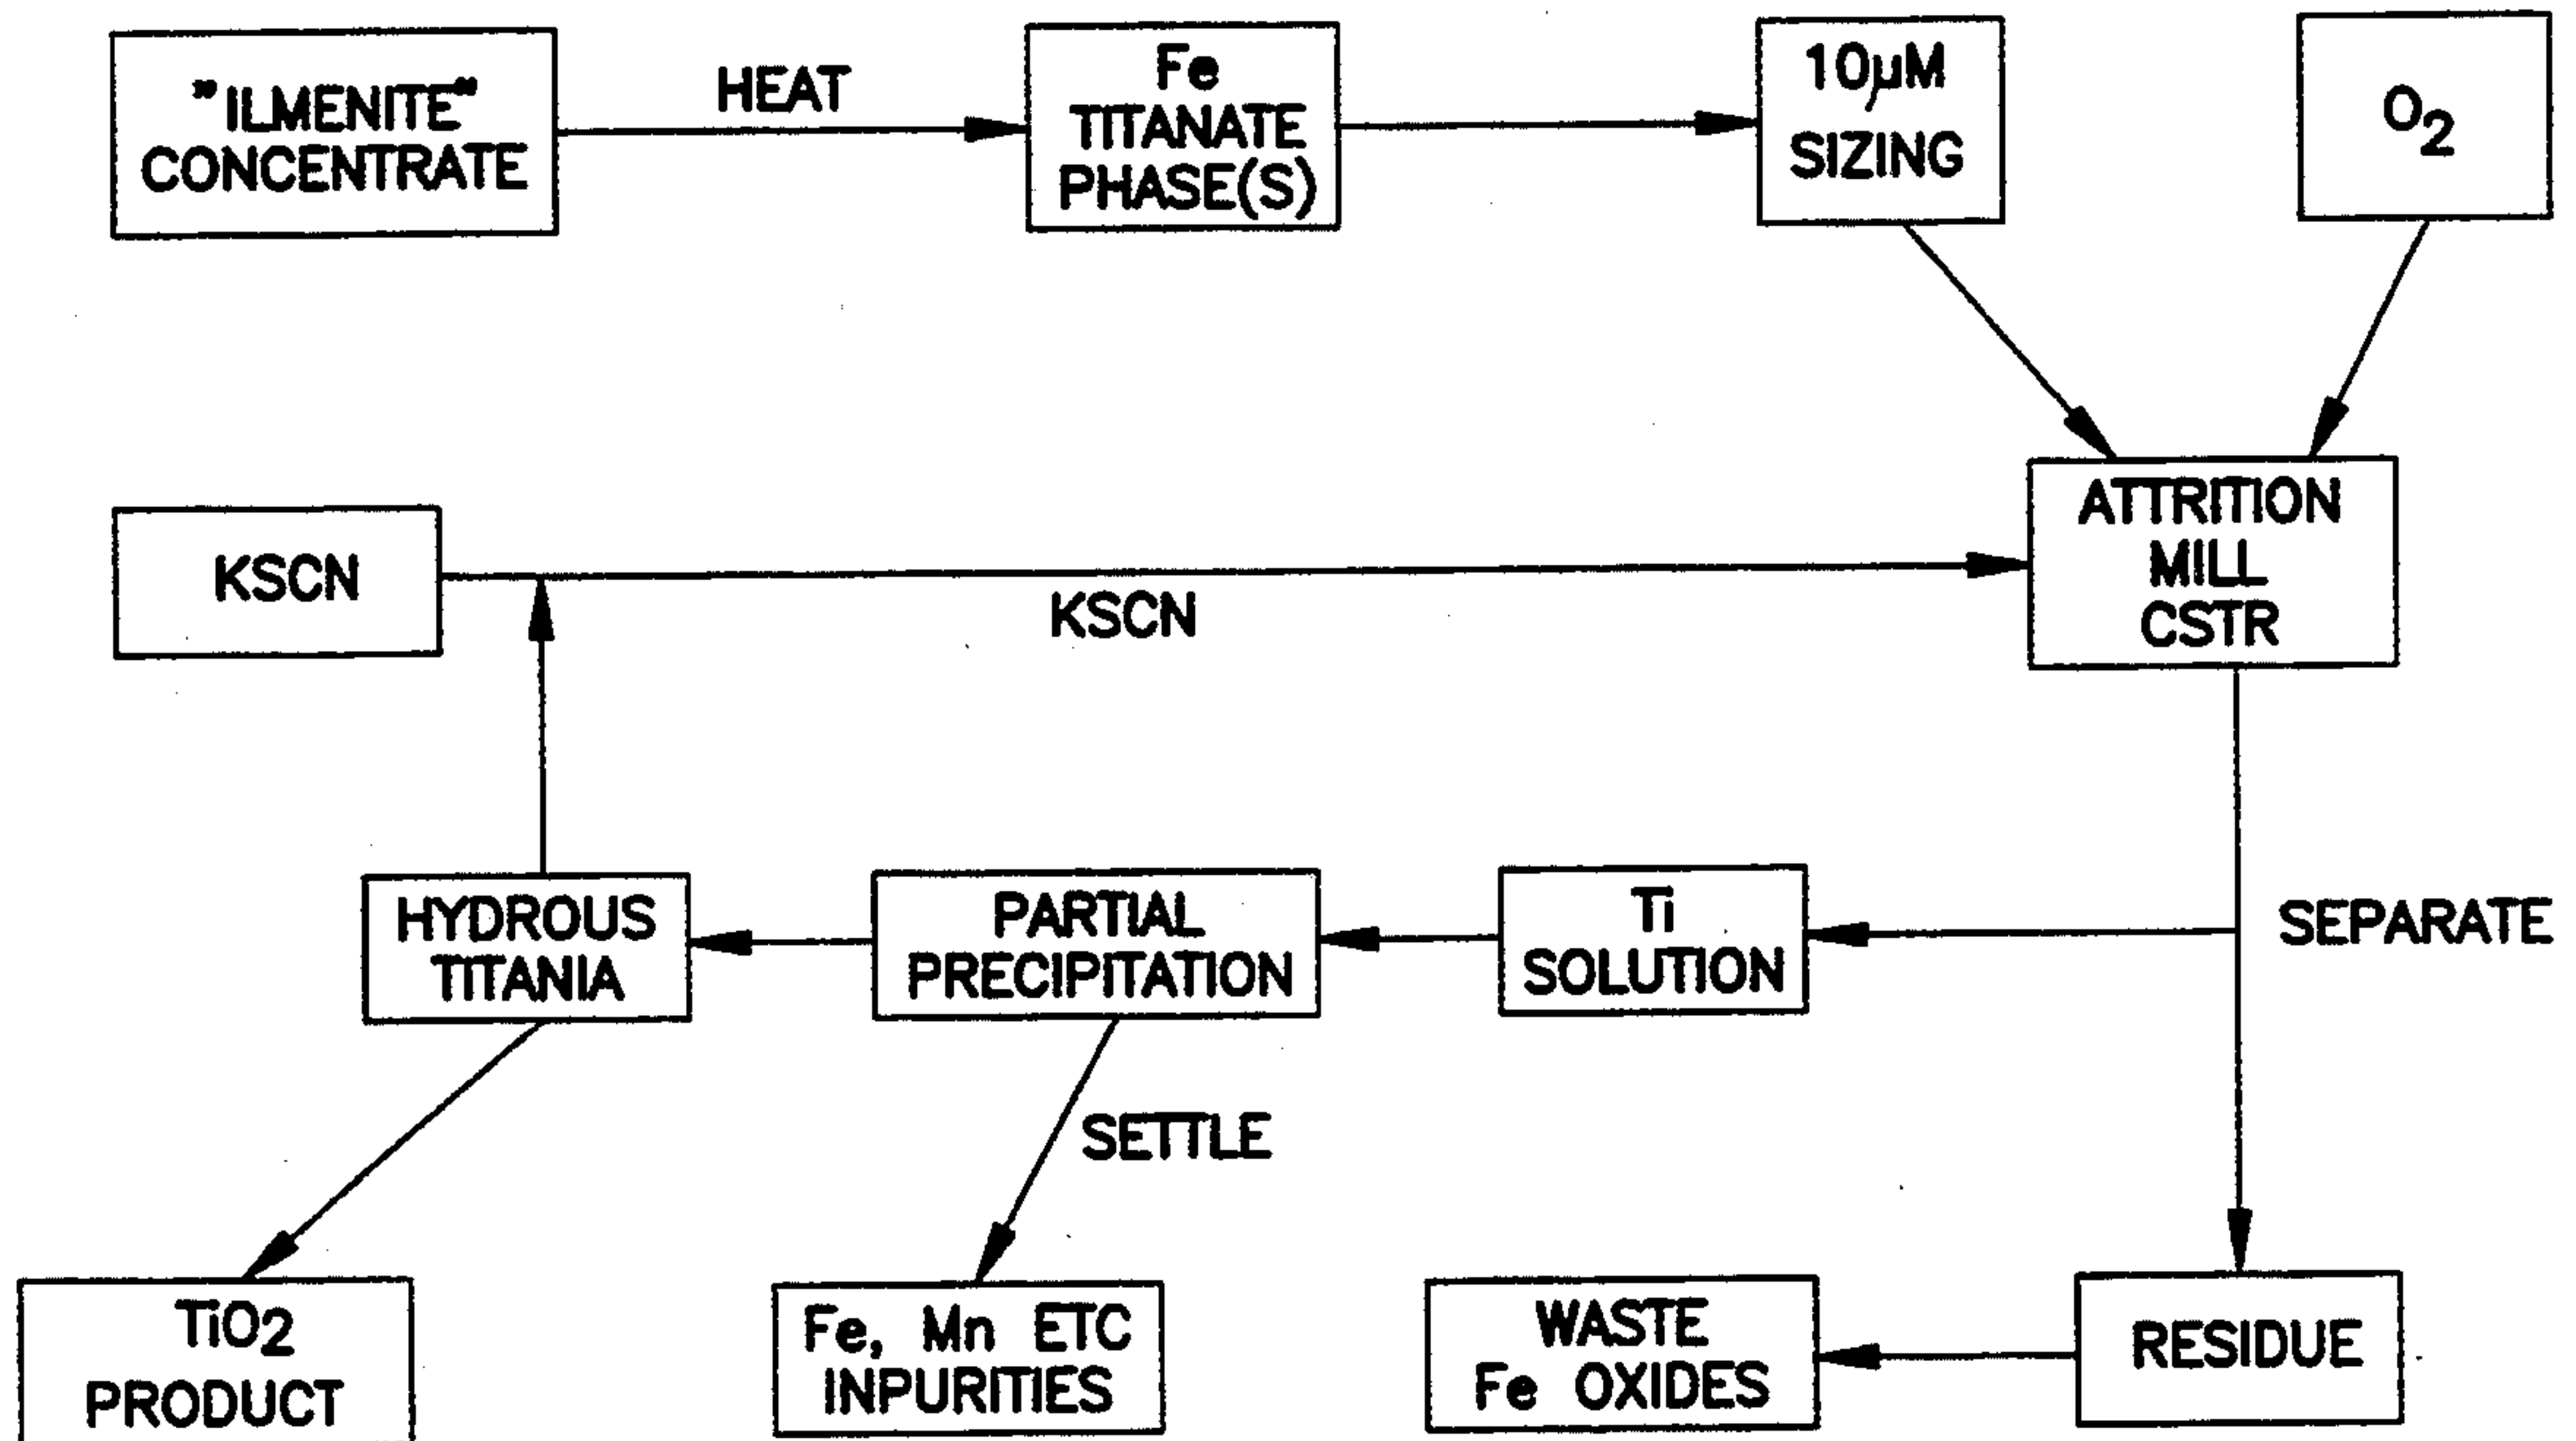 "ILMENITE"
CONCENTRATE
HEAT
Fe
TITANATE
PHASE(S)
10µM
SIZING
O2
KSCN
KSCN
ATTRITION
MILL
CSTR
HYDROUS
TITANIA
PARTIAL
PRECIPITATION
Ti
SOLUTION
SEPARATE
SETTLE
TiO2
PRODUCT
Fe, Mn ETC
INPURITIES
WASTE
Fe OXIDES
RESIDUE